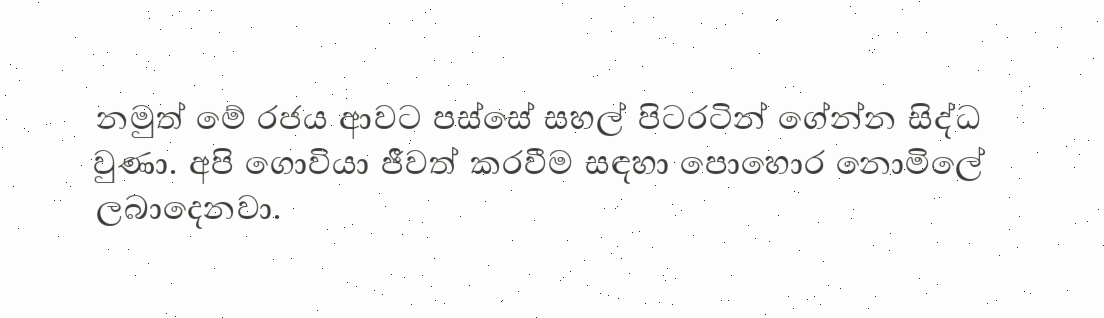 නමුත් මේ රජය ආවට පස්සේ සහල් පිටරටින් ගේන්න සිද්ධ
වුණා. අපි ගොවියා ජීවත් කරවීම සඳහා පොහොර නොමිලේ
ලබාදෙනවා.